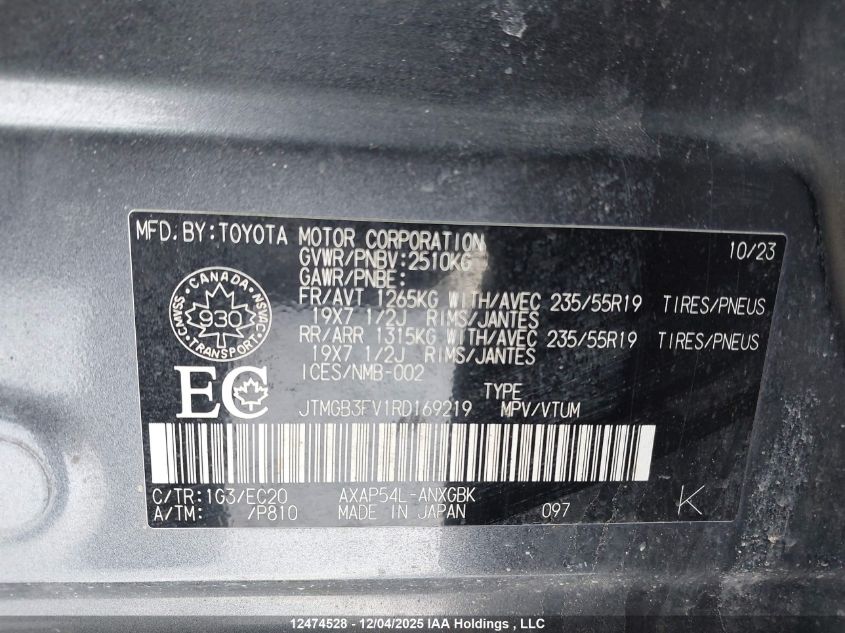 MFD. BY: TOYOTA MOTOR CORPORATION 10/23
GVWR/PNBV: 2510KG
GAWR/PNBE:
FR/AVT 1265KG WITH/AVEC 235/55R19 TIRES/PNEUS
19X7 1/2J RIMS/JANTES
RR/ARR 1315KG WITH/AVEC 235/55R19 TIRES/PNEUS
19X7 1/2J RIMS/JANTES
ICES/NMB-002
CANADA
CMVSS NSVAC
930
TRANSPORT
EC
TYPE
JTMGB3FV1RD169219 MPV/VTUM
C/TR: 1G3/EC20 AXAP54L-ANXGBK
A/TM: /P810 MADE IN JAPAN 097 K
12474528 - 12/04/2025 IAA Holdings , LLC